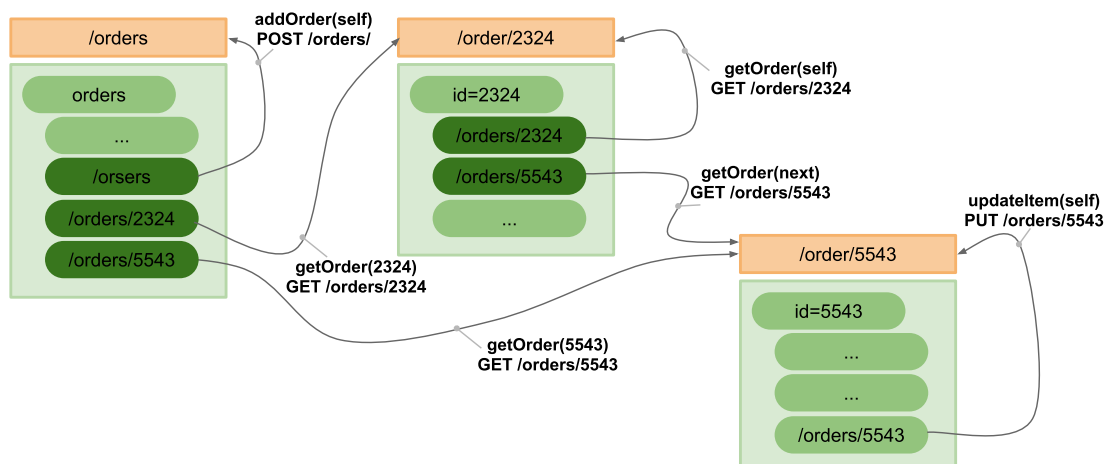 /orders
orders
...
/orsers
/orders/2324
/orders/5543
addOrder(self)
POST /orders/
getOrder(2324)
GET /orders/2324
/order/2324
id=2324
/orders/2324
/orders/5543
...
getOrder(self)
GET /orders/2324
getOrder(next)
GET /orders/5543
getOrder(5543)
GET /orders/5543
/order/5543
id=5543
...
...
/orders/5543
updateItem(self)
PUT /orders/5543